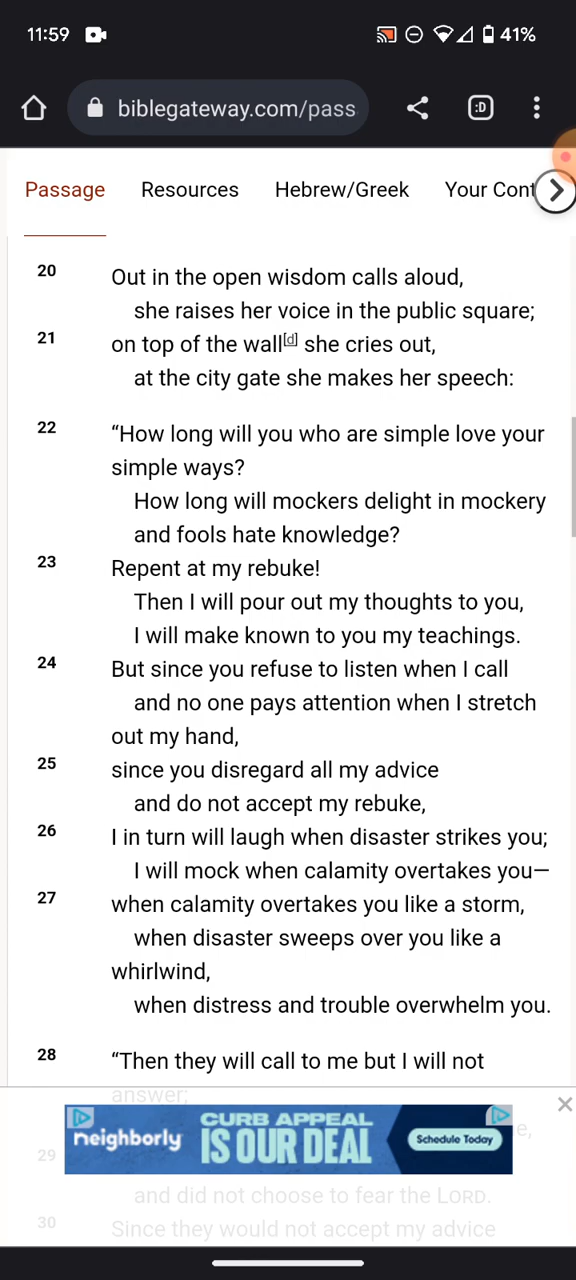 11:59 41%
biblegateway.com/pass :D
Passage Resources Hebrew/Greek Your Cont
20 Out in the open wisdom calls aloud,
she raises her voice in the public square;
21 on top of the wall[d] she cries out,
at the city gate she makes her speech:
22 “How long will you who are simple love your
simple ways?
How long will mockers delight in mockery
and fools hate knowledge?
23 Repent at my rebuke!
Then I will pour out my thoughts to you,
I will make known to you my teachings.
24 But since you refuse to listen when I call
and no one pays attention when I stretch
out my hand,
25 since you disregard all my advice
and do not accept my rebuke,
26 I in turn will laugh when disaster strikes you;
I will mock when calamity overtakes you—
27 when calamity overtakes you like a storm,
when disaster sweeps over you like a
whirlwind,
when distress and trouble overwhelm you.
28 “Then they will call to me but I will not
answer;
neighborly CURB APPEAL IS OUR DEAL Schedule Today
e,
29
and did not choose to fear the LORD.
30 Since they would not accept my advice